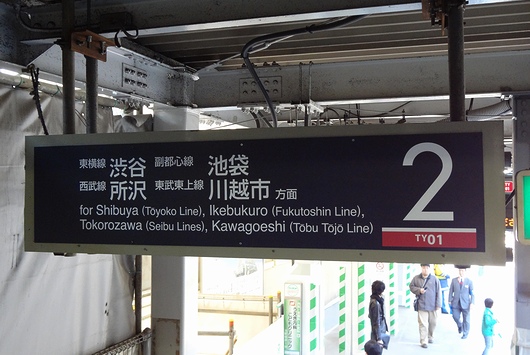 東横線 渋谷 副都心線 池袋
西武線 所沢 東武東上線 川越市 方面
for Shibuya (Tōyoko Line), Ikebukuro (Fukutoshin Line),
Tokorozawa (Seibu Lines), Kawagoeshi (Tōbu Tōjō Line)
2
TY01